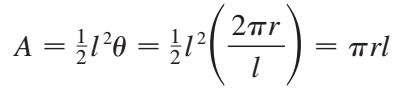 A = ½l²θ = ½l²(2πr/l) = πrl